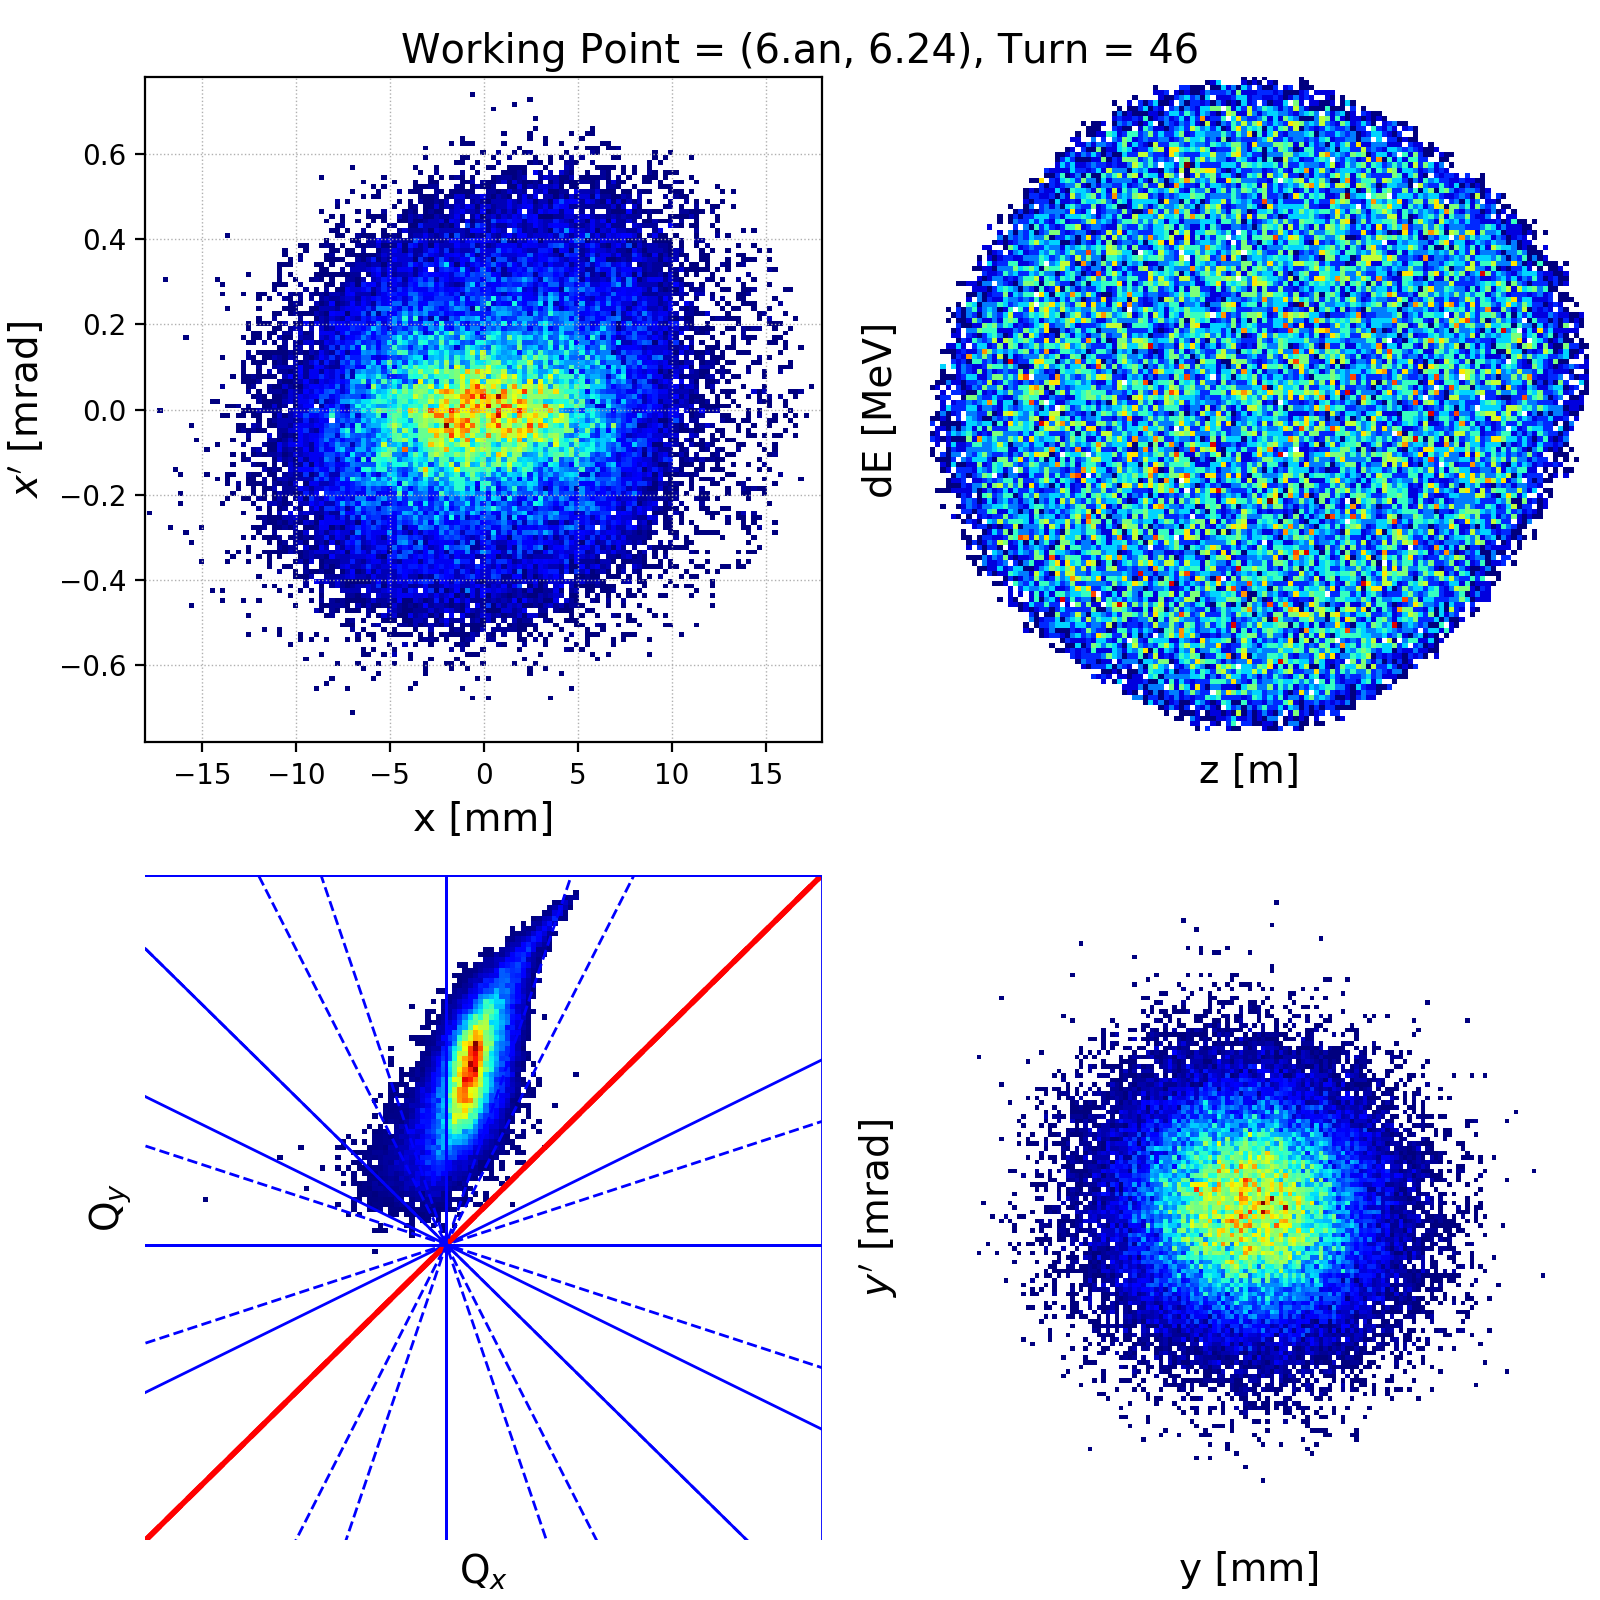 Working Point = (6.an, 6.24), Turn = 46
x′ [mrad]
0.6
0.4
0.2
0.0
−0.2
−0.4
−0.6
−15 −10 −5 0 5 10 15
x [mm]
dE [MeV]
z [m]
Qy
Qx
y′ [mrad]
y [mm]